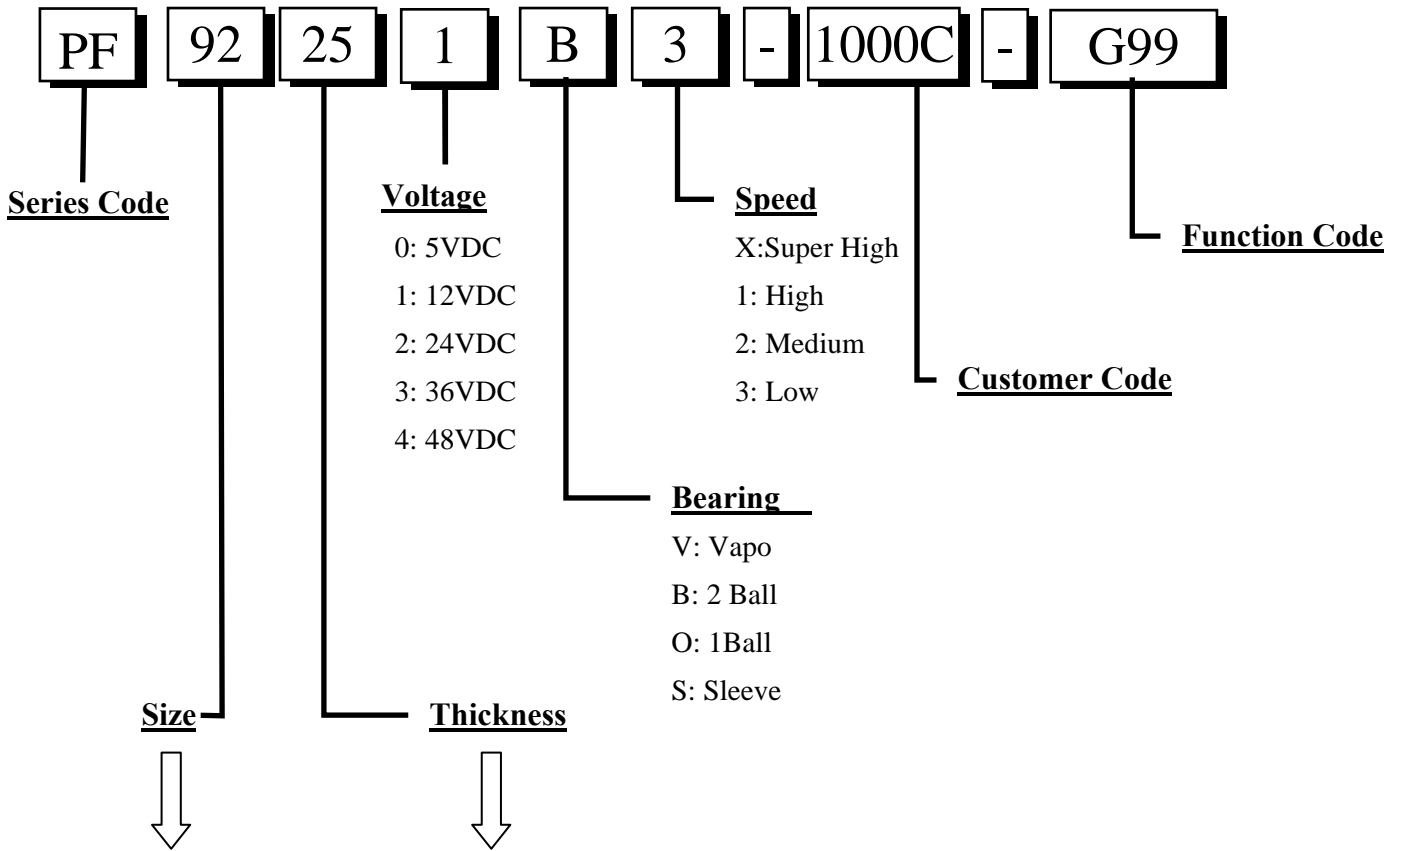 PF 92 25 1 B 3 - 1000C - G99
Series Code
Voltage
0: 5VDC
1: 12VDC
2: 24VDC
3: 36VDC
4: 48VDC
Speed
X:Super High
1: High
2: Medium
3: Low
Function Code
Customer Code
Bearing
V: Vapo
B: 2 Ball
O: 1Ball
S: Sleeve
Size
Thickness